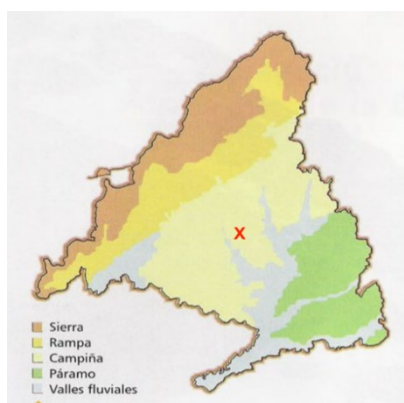 X
Sierra
Rampa
Campiña
Páramo
Valles fluviales